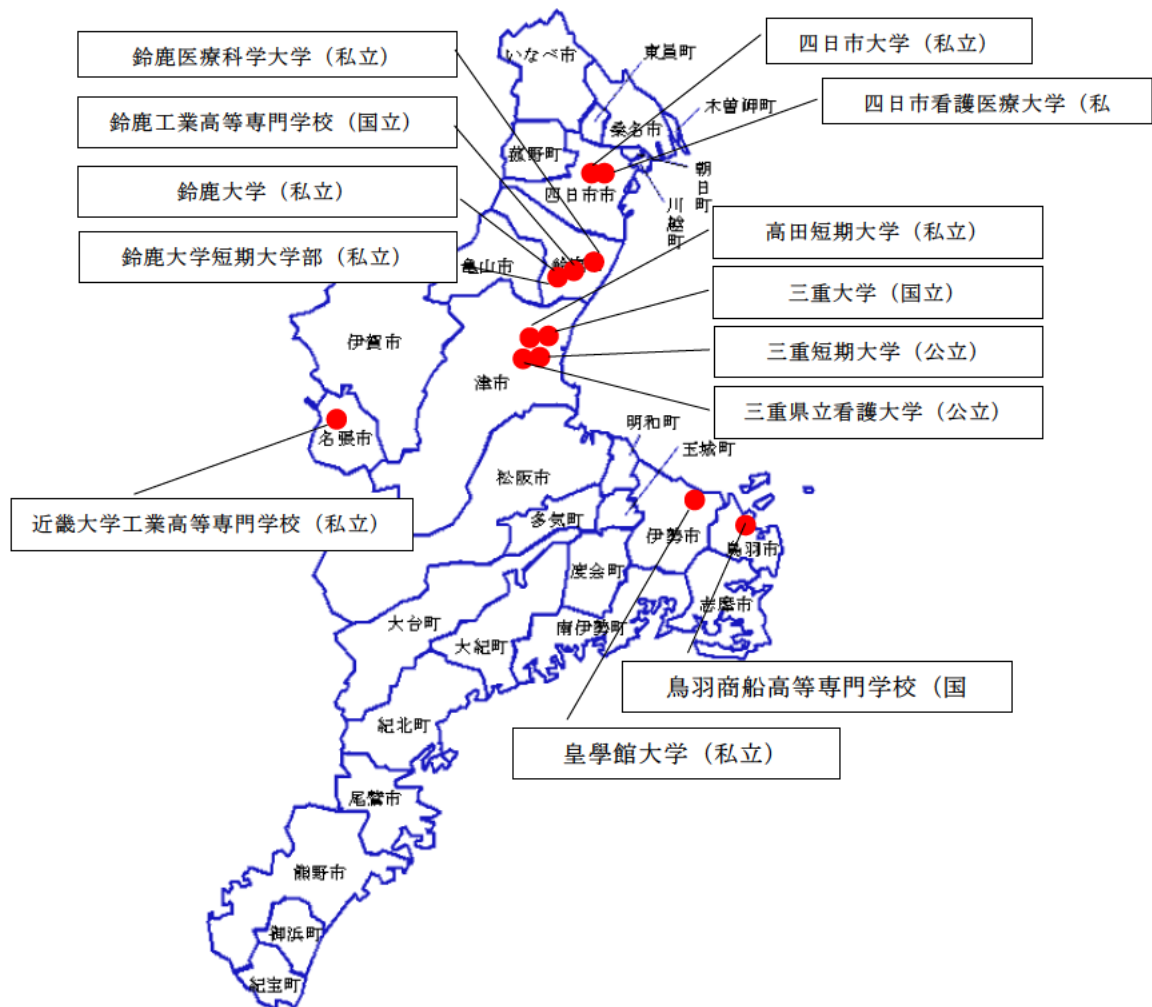 鈴鹿医療科学大学（私立）
四日市大学（私立）
いなべ市
東員町
四日市看護医療大学（私
木曽岬町
鈴鹿工業高等専門学校（国立）
桑名市
菰野町
朝日町
鈴鹿大学（私立）
四日市市
川越町
高田短期大学（私立）
鈴鹿大学短期大学部（私立）
亀山市
三重大学（国立）
伊賀市
三重短期大学（公立）
津市
三重県立看護大学（公立）
明和町
名張市
玉城町
松阪市
近畿大学工業高等専門学校（私立）
多気町
伊勢市
鳥羽市
度会町
志摩市
大台町
南伊勢町
大紀町
鳥羽商船高等専門学校（国
紀北町
皇學館大学（私立）
尾鷲市
熊野市
御浜町
紀宝町